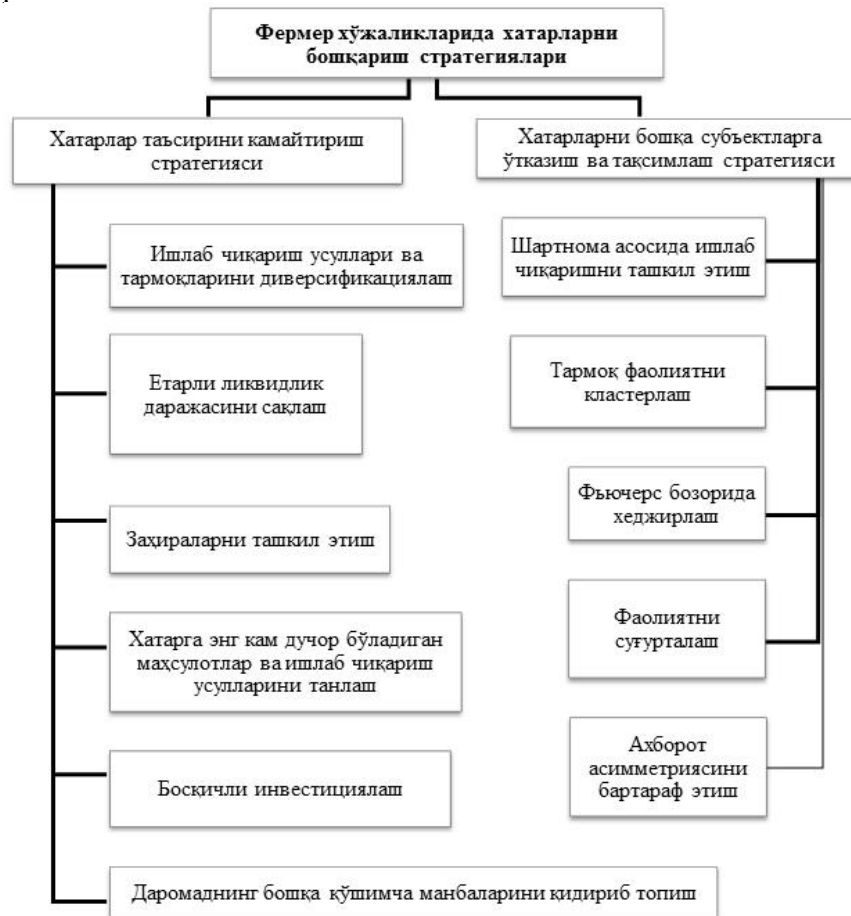 Фермер хўжаликларида хатарларни
бошқариш стратегиялари
Хатарлар таъсирини камайтириш
стратегияси
Хатарларни бошқа субъектларга
ўтказиш ва тақсимлаш стратегияси
Ишлаб чиқариш усуллари ва
тармоқларини диверсификациялаш
Етарли ликвидлик
даражасини сақлаш
Заҳираларни ташкил этиш
Хатарга энг кам дучор бўладиган
маҳсулотлар ва ишлаб чиқариш
усулларини танлаш
Босқичли инвестициялаш
Даромаднинг бошқа қўшимча манбаларини қидириб топиш
Шартнома асосида ишлаб
чиқаришни ташкил этиш
Тармоқ фаолиятни
кластерлаш
Фьючерс бозорида
хеджирлаш
Фаолиятни
суғурталаш
Ахборот
асимметриясини
бартараф этиш